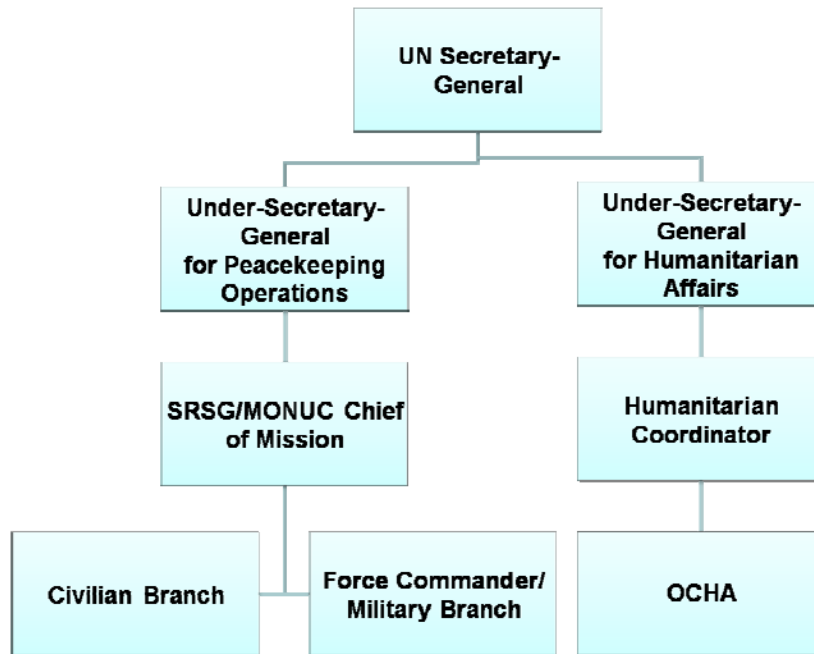 UN Secretary-
General
Under-Secretary-
General
for Peacekeeping
Operations
Under-Secretary-
General
for Humanitarian
Affairs
SRSG/MONUC Chief
of Mission
Humanitarian
Coordinator
Civilian Branch
Force Commander/
Military Branch
OCHA